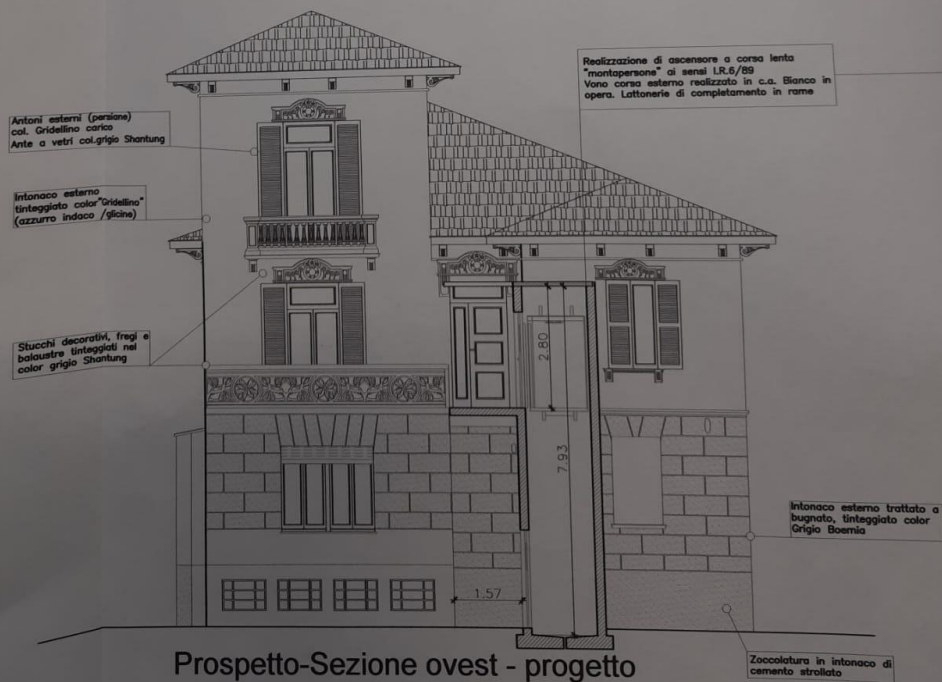 Realizzazione di ascensore a corsa lenta
"montapersone" ai sensi l.R.6/89
Vono corsa esterno realizzato in c.a. Bianco in
opera. Lattonerie di completamento in rame
Antoni esterni (persiane)
col. Gridellino carico
Ante a vetri col.grigio Shantung
Intonaco esterno
tinteggiato color"Gridellino"
(azzurro indaco /glicine)
Stucchi decorativi, fregi e
balaustre tinteggiati nel
color grigio Shantung
2.80
7.93
1.57
Intonaco esterno trattato a
bugnato, tinteggiato color
Grigio Boemia
Zoccolatura in intonaco di
cemento strollato
Prospetto-Sezione ovest - progetto